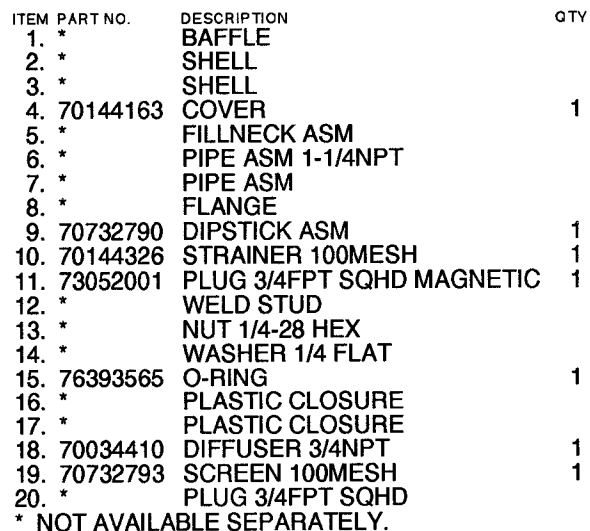 ITEM PART NO. DESCRIPTION QTY
1. * BAFFLE
2. * SHELL
3. * SHELL
4. 70144163 COVER 1
5. * FILLNECK ASM
6. * PIPE ASM 1-1/4NPT
7. * PIPE ASM
8. * FLANGE
9. 70732790 DIPSTICK ASM 1
10. 70144326 STRAINER 100MESH 1
11. 73052001 PLUG 3/4FPT SQHD MAGNETIC 1
12. * WELD STUD
13. * NUT 1/4-28 HEX
14. * WASHER 1/4 FLAT
15. 76393565 O-RING 1
16. * PLASTIC CLOSURE
17. * PLASTIC CLOSURE
18. 70034410 DIFFUSER 3/4NPT 1
19. 70732793 SCREEN 100MESH 1
20. * PLUG 3/4FPT SQHD
* NOT AVAILABLE SEPARATELY.